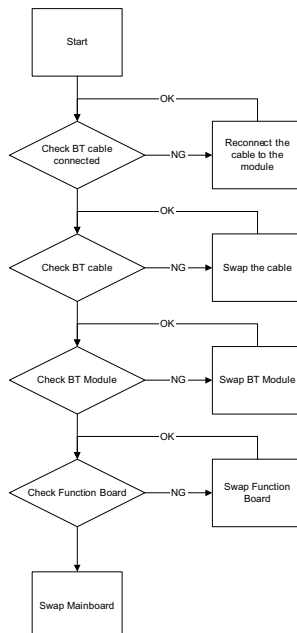 Start
OK
Check BT cable
connected
NG
Reconnect the
cable to the
module
OK
Check BT cable
NG
Swap the cable
OK
Check BT Module
NG
Swap BT Module
OK
Check Function Board
NG
Swap Function
Board
Swap Mainboard